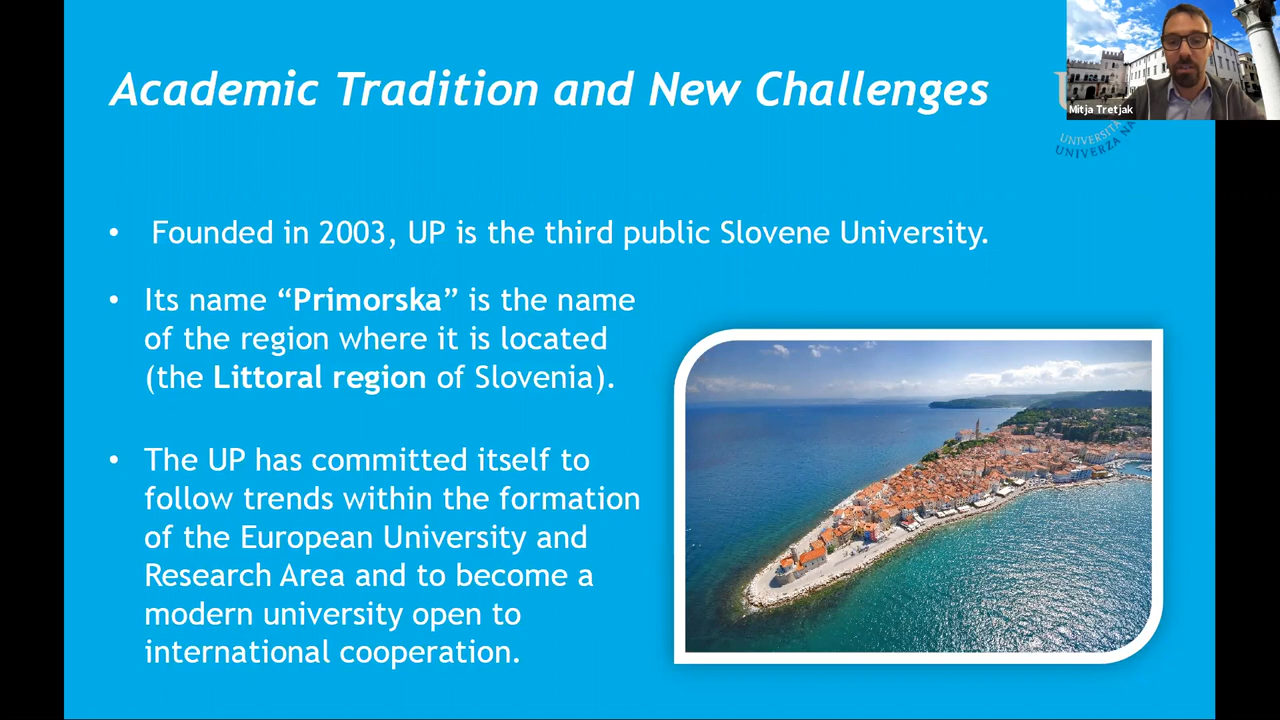 Academic Tradition and New Challenges
Mitja Tretjak
UNIVERSITÀ
UNIVERZA NA
• Founded in 2003, UP is the third public Slovene University.
• Its name “Primorska” is the name
of the region where it is located
(the Littoral region of Slovenia).
• The UP has committed itself to
follow trends within the formation
of the European University and
Research Area and to become a
modern university open to
international cooperation.